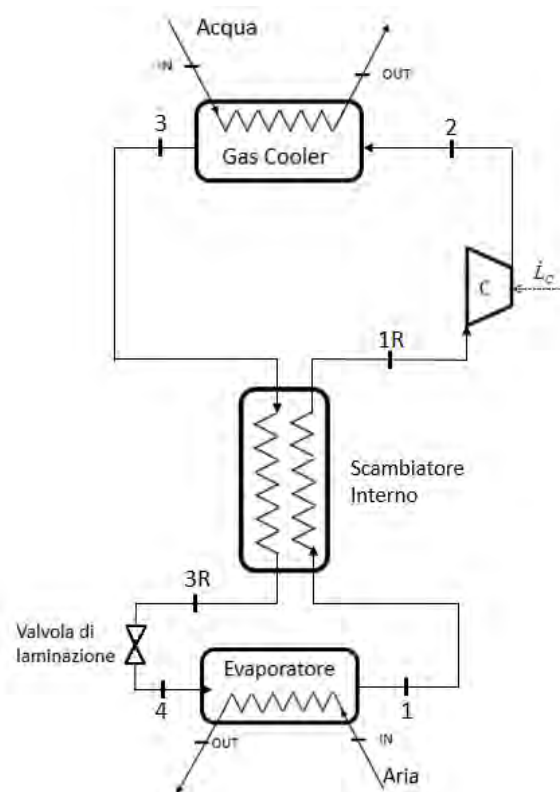 Acqua
IN
OUT
3
2
Gas Cooler
C
L̇c
1R
Scambiatore
Interno
3R
Valvola di
laminazione
Evaporatore
4
1
OUT
IN
Aria